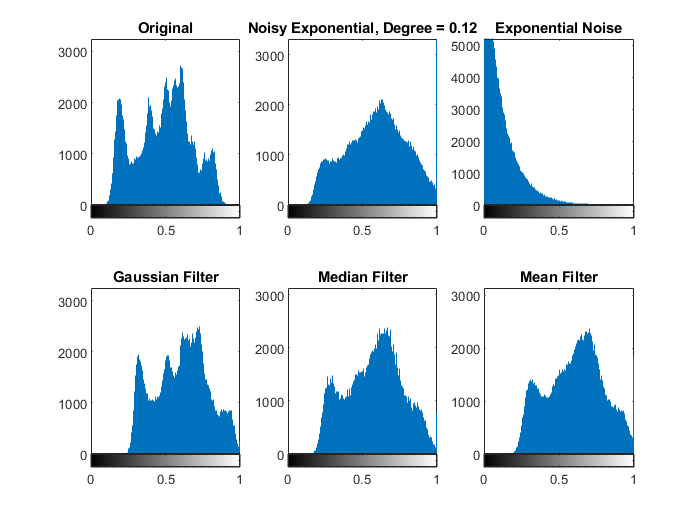 Original
3000
2000
1000
0
0 0.5 1
Noisy Exponential, Degree = 0.12
3000
2000
1000
0
0 0.5 1
Exponential Noise
5000
4000
3000
2000
1000
0
0 0.5 1
Gaussian Filter
3000
2000
1000
0
0 0.5 1
Median Filter
3000
2000
1000
0
0 0.5 1
Mean Filter
3000
2000
1000
0
0 0.5 1